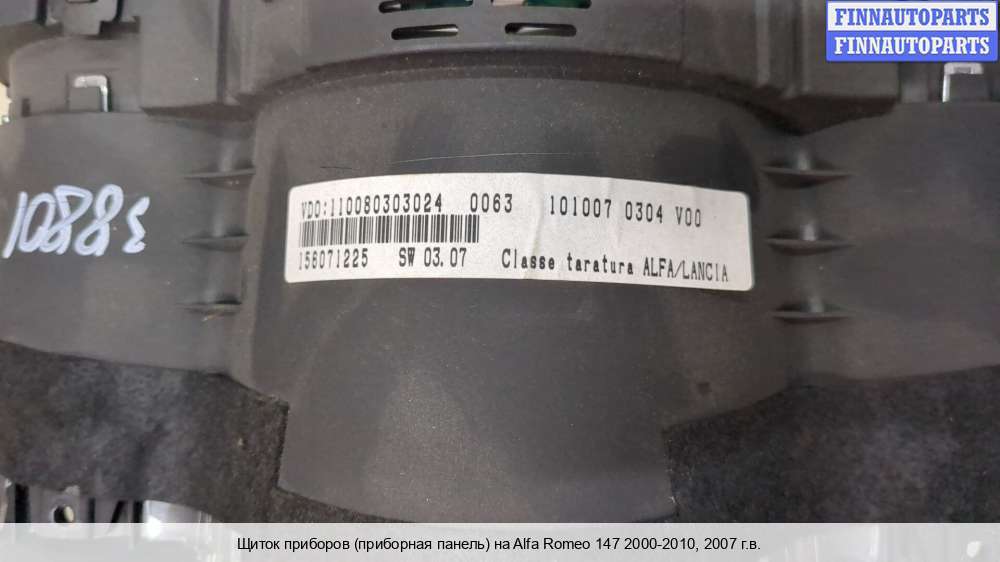 FINNAUTOPARTS
FINNAUTOPARTS
VDO:110080303024 0063 101007 0304 V00
156071225 SW 03.07 Classe taratura ALFA/LANCIA
Щиток приборов (приборная панель) на Alfa Romeo 147 2000-2010, 2007 г.в.